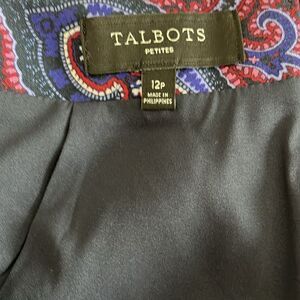 TALBOTS
PETITES
12P
MADE IN
PHILIPPINES